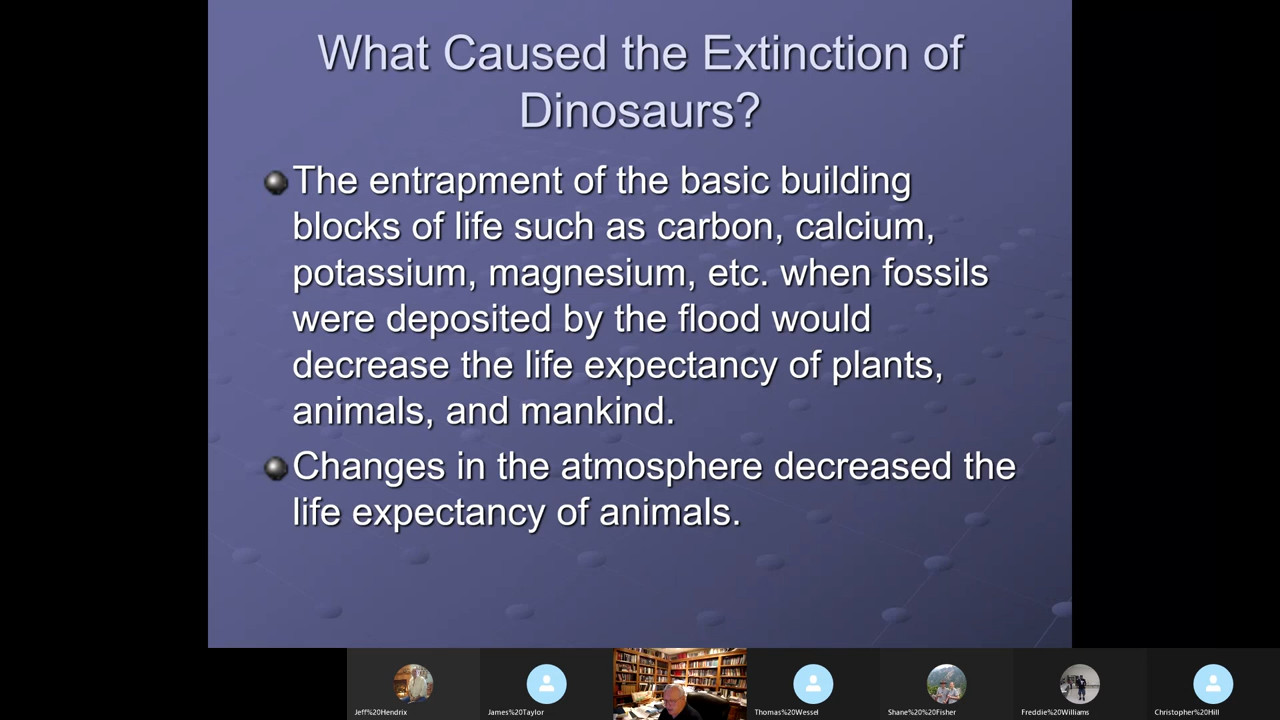 What Caused the Extinction of
Dinosaurs?
The entrapment of the basic building
blocks of life such as carbon, calcium,
potassium, magnesium, etc. when fossils
were deposited by the flood would
decrease the life expectancy of plants,
animals, and mankind.
Changes in the atmosphere decreased the
life expectancy of animals.
Jeff%20Hendrix
James%20Taylor
Thomas%20Wessel
Shane%20%20Fisher
Freddie%20Williams
Christopher%20Hill